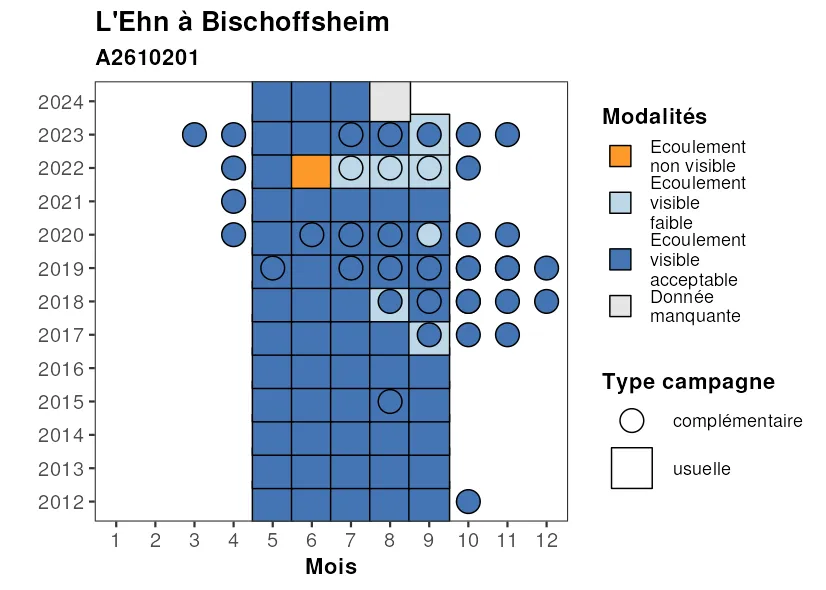 L'Ehn à Bischoffsheim
A2610201
2024
2023
2022
2021
2020
2019
2018
2017
2016
2015
2014
2013
2012
1 2 3 4 5 6 7 8 9 10 11 12
Mois
Modalités
Ecoulement
non visible
Ecoulement
visible
faible
Ecoulement
visible
acceptable
Donnée
manquante
Type campagne
complémentaire
usuelle